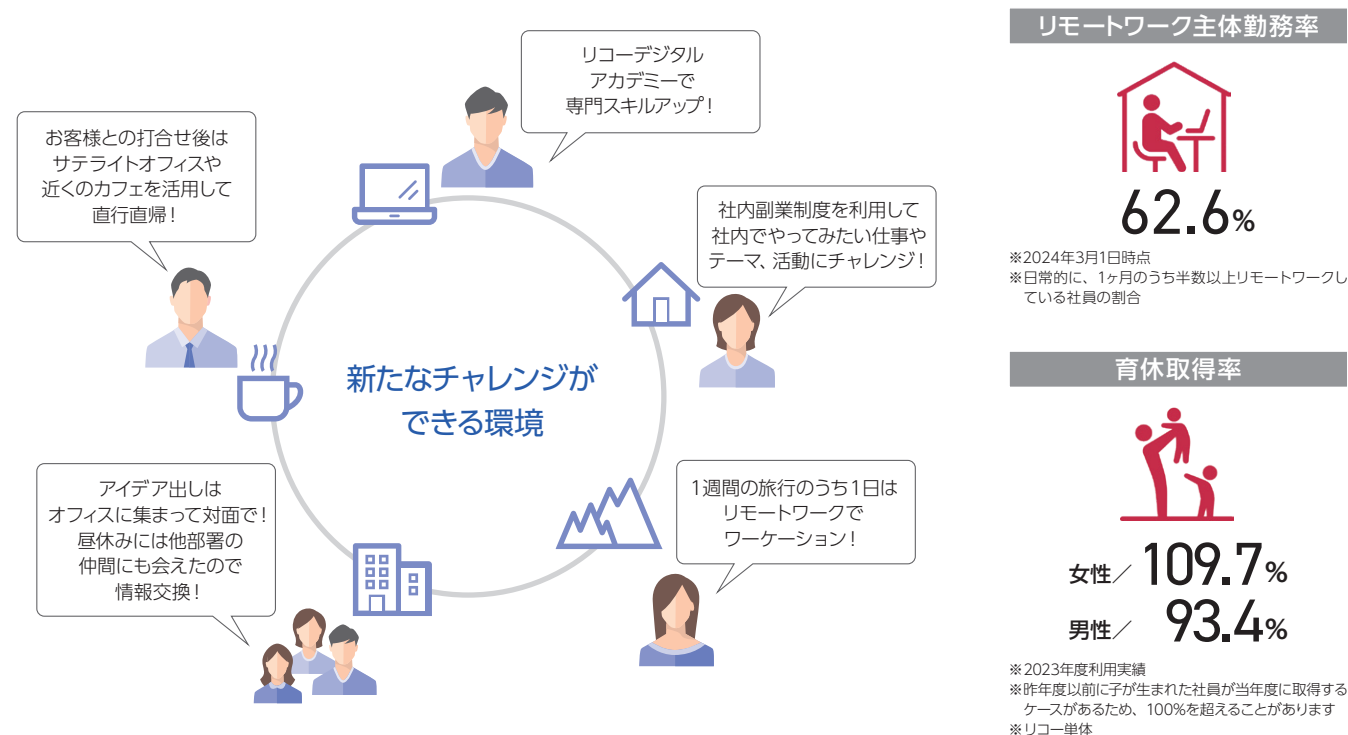 リコーデジタル
アカデミーで
専門スキルアップ!
お客様との打合せ後は
サテライトオフィスや
近くのカフェを活用して
直行直帰!
社内副業制度を利用して
社内でやってみたい仕事や
テーマ、活動にチャレンジ!
新たなチャレンジが
できる環境
アイデア出しは
オフィスに集まって対面で!
昼休みには他部署の
仲間にも会えたので
情報交換!
1週間の旅行のうち1日は
リモートワークで
ワーケーション!
リモートワーク主体勤務率
62.6%
※2024年3月1日時点
※日常的に、1ヶ月のうち半数以上リモートワークし
ている社員の割合
育休取得率
女性/ 109.7%
男性/ 93.4%
※2023年度利用実績
※昨年度以前に子が生まれた社員が当年度に取得する
ケースがあるため、100%を超えることがあります
※リコー単体